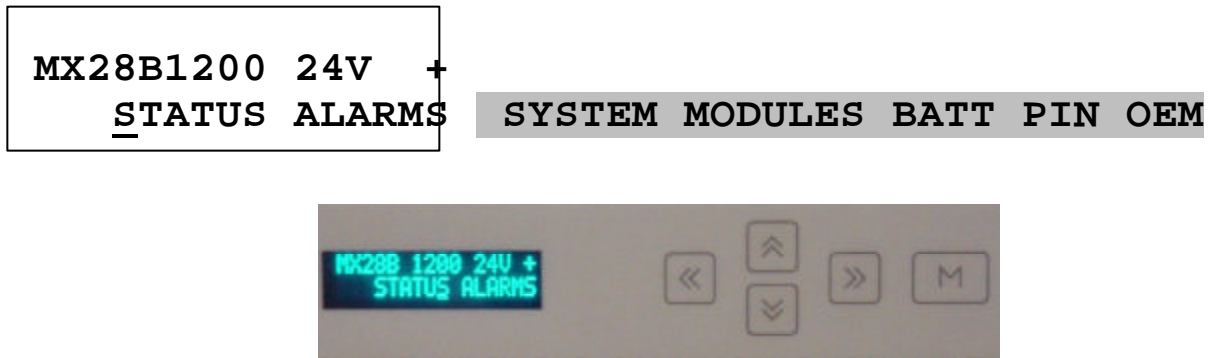 MX28B1200 24V +
STATUS ALARMS SYSTEM MODULES BATT PIN OEM
MX28B 1200 24V +
STATUS ALARMS
M